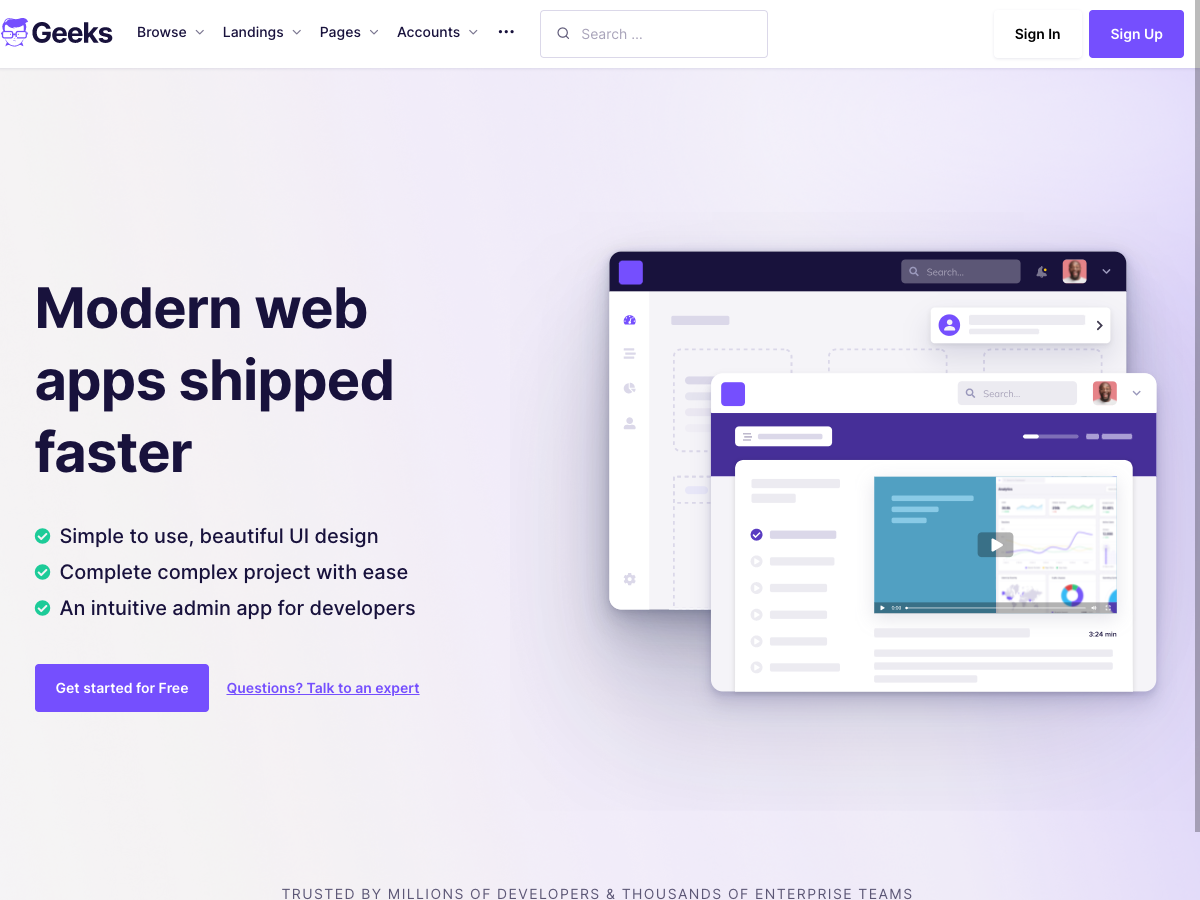 Geeks
Browse
Landings
Pages
Accounts
Search ...
Sign In
Sign Up
Modern web
apps shipped
faster
Simple to use, beautiful UI design
Complete complex project with ease
An intuitive admin app for developers
Get started for Free
Questions? Talk to an expert
Search...
Search...
0:00
3:24 min
TRUSTED BY MILLIONS OF DEVELOPERS & THOUSANDS OF ENTERPRISE TEAMS